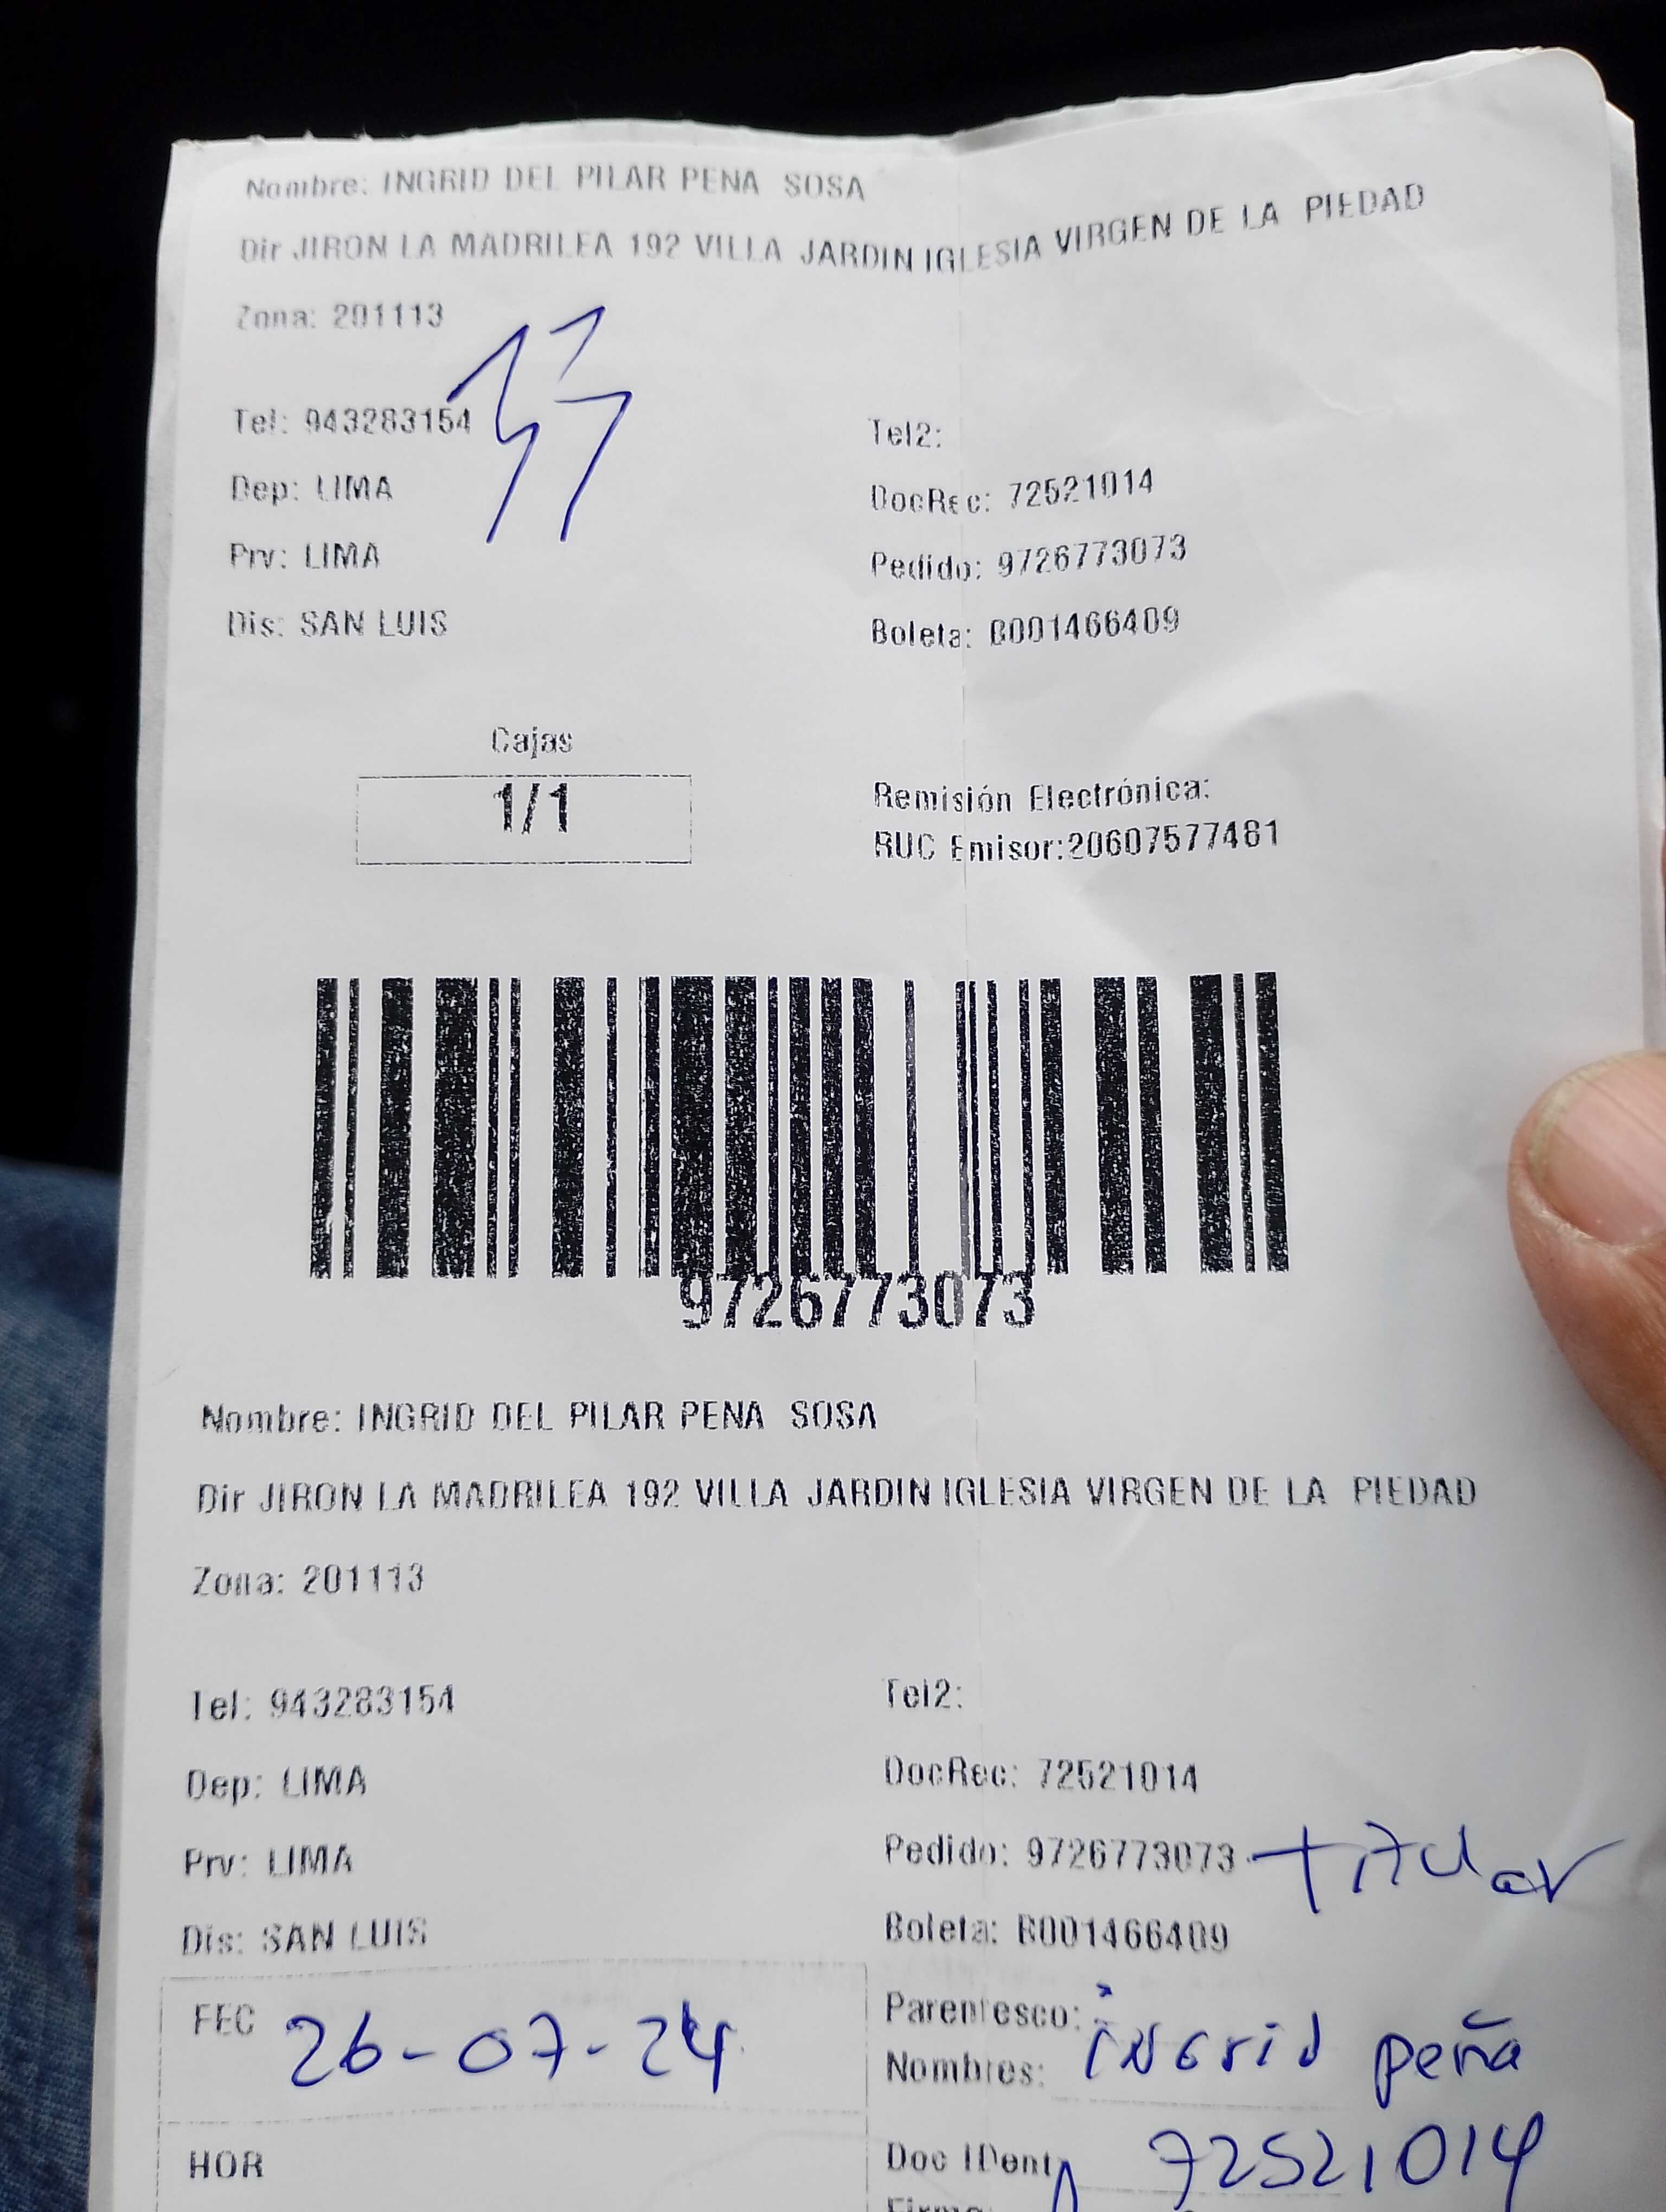 Nombre: INGRID DEL PILAR PENA SOSA
Dir JIRON LA MADRILEA 192 VILLA JARDIN IGLESIA VIRGEN DE LA PIEDAD
Zona: 201113
Tel: 943283154
Tel2:
Dep: LIMA
DocRec: 72521014
Prv: LIMA
Pedido: 9726773073
Dis: SAN LUIS
Boleta: B001466409
Cajas
1/1
Remisión Electrónica:
RUC Emisor:20607577481
9726773073
Nombre: INGRID DEL PILAR PENA SOSA
Dir JIRON LA MADRILEA 192 VILLA JARDIN IGLESIA VIRGEN DE LA PIEDAD
Zona: 201113
Tel: 943283154
Tel2:
Dep: LIMA
DocRec: 72521014
Prv: LIMA
Pedido: 9726773073 titular
Dis: SAN LUIS
Boleta: B001466409
FEC 26-07-24
Parentesco:
Nombres: ingrid peña
HOR
Doc IDent 72521014